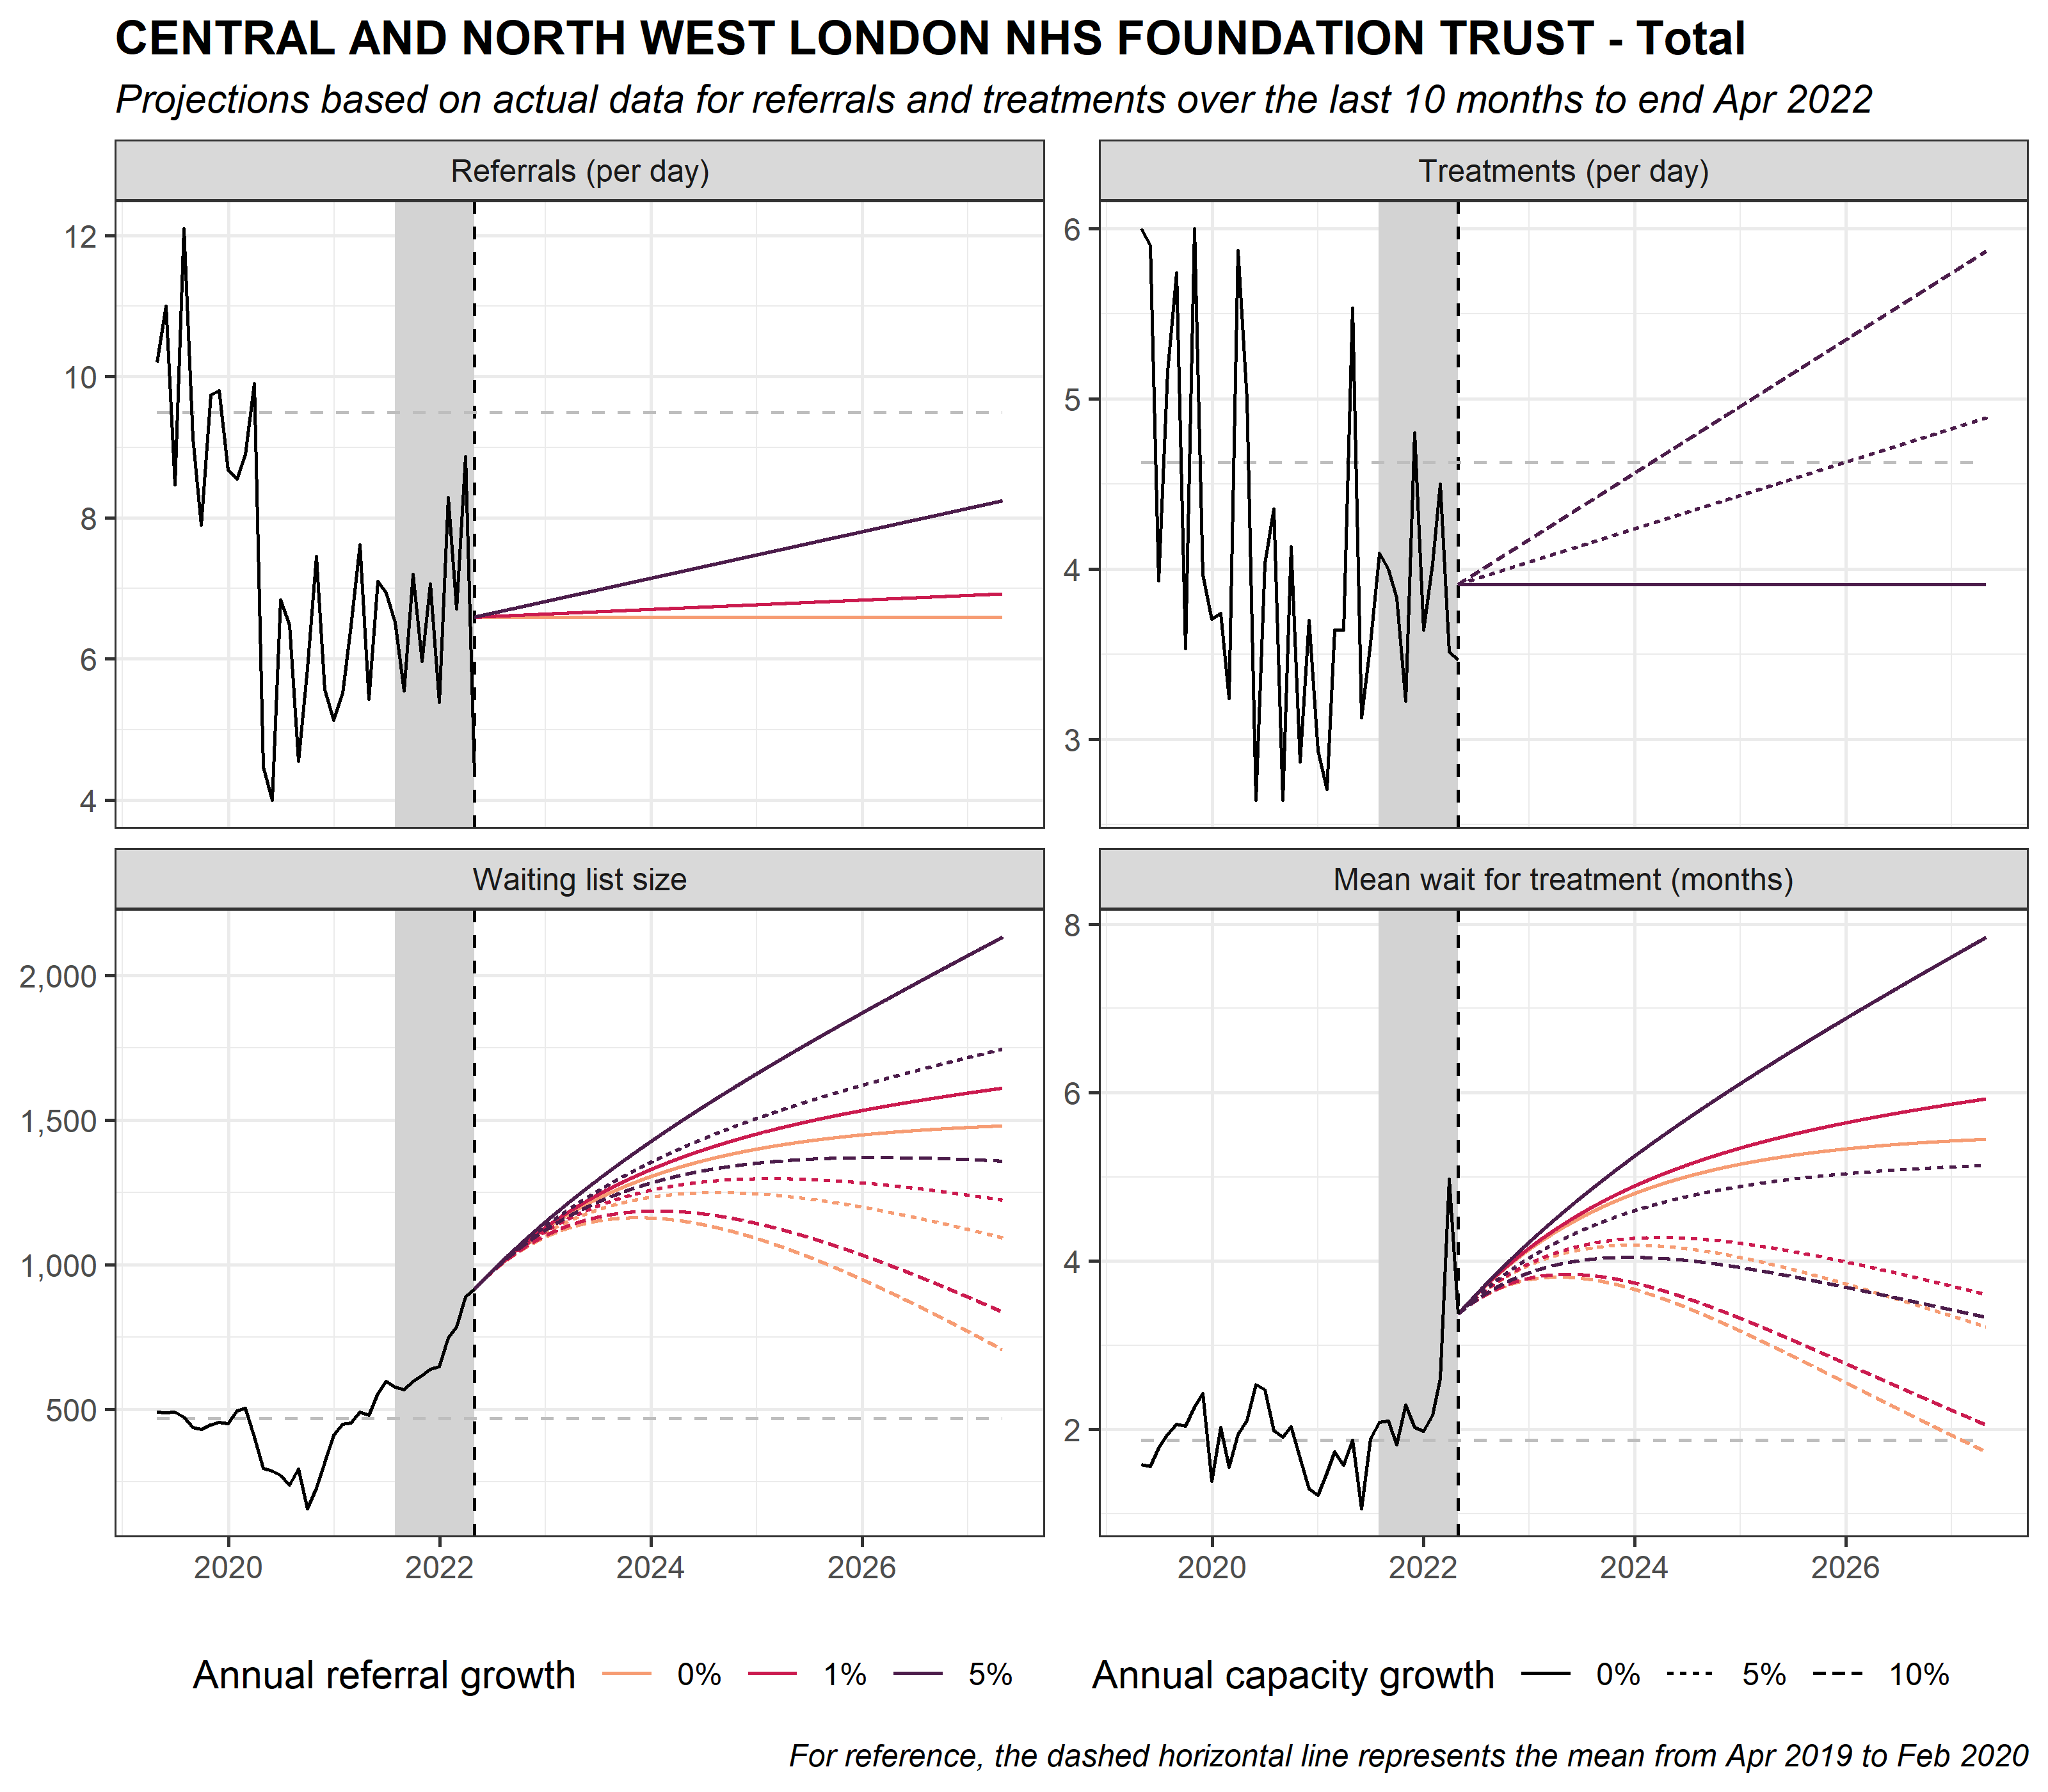 CENTRAL AND NORTH WEST LONDON NHS FOUNDATION TRUST - Total
Projections based on actual data for referrals and treatments over the last 10 months to end Apr 2022
Referrals (per day)
12
10
8
6
4
Treatments (per day)
6
5
4
3
Waiting list size
2,000
1,500
1,000
500
2020 2022 2024 2026
Mean wait for treatment (months)
8
6
4
2
2020 2022 2024 2026
Annual referral growth 0% 1% 5%
Annual capacity growth 0% 5% 10%
For reference, the dashed horizontal line represents the mean from Apr 2019 to Feb 2020